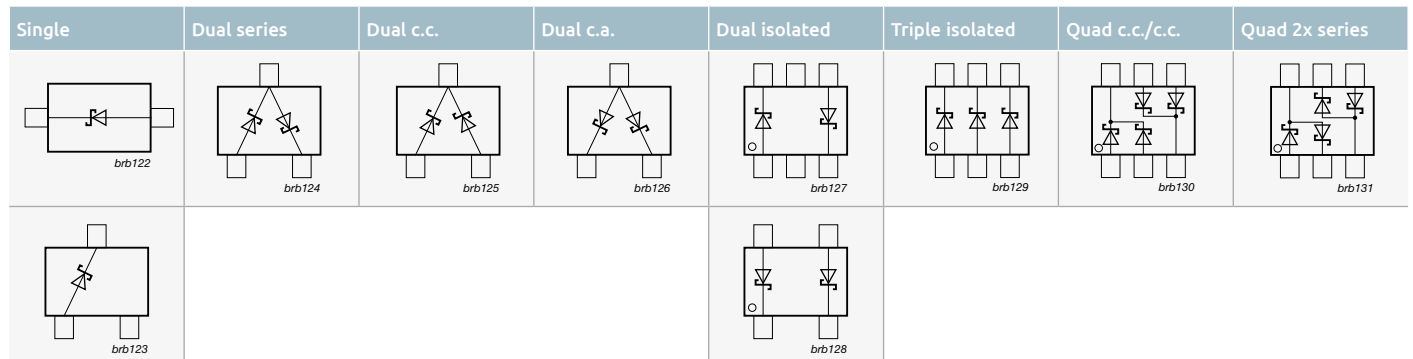 Single Dual series Dual c.c. Dual c.a. Dual isolated Triple isolated Quad c.c./c.c. Quad 2x series
brb122 brb124 brb125 brb126 brb127 brb129 brb130 brb131
brb123 brb128